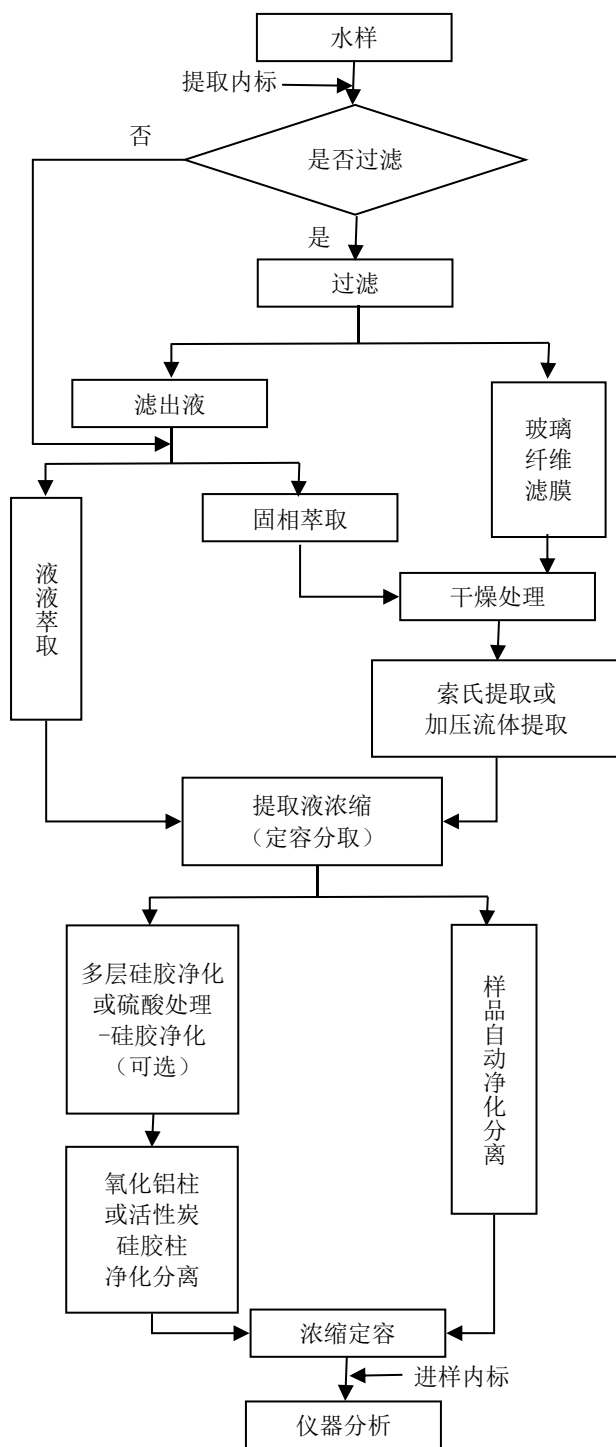 水样
提取内标
否
是否过滤
是
过滤
滤出液
玻璃
纤维
滤膜
液液萃取
固相萃取
干燥处理
索氏提取或
加压流体提取
提取液浓缩
（定容分取）
多层硅胶净化
或硫酸处理
-硅胶净化
（可选）
样品自动净化分离
氧化铝柱
或活性炭
硅胶柱
净化分离
浓缩定容
进样内标
仪器分析